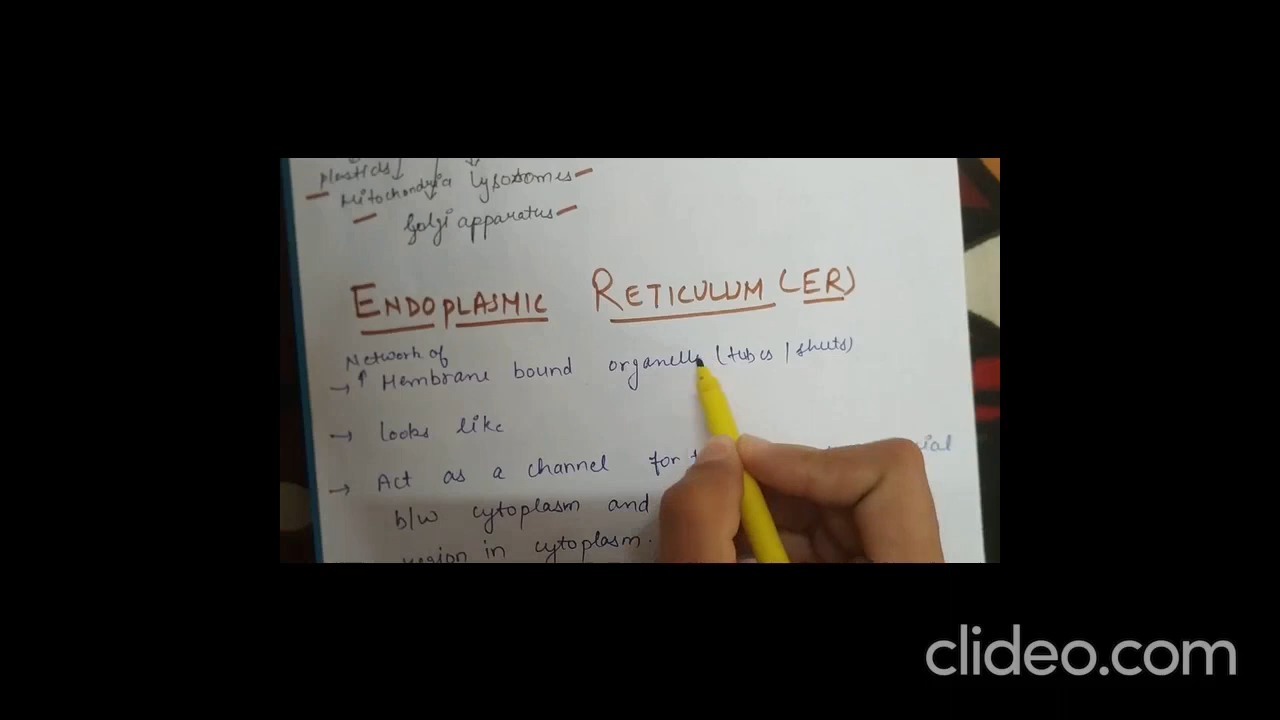 plastids
Mitochondria Lysosomes
Golgi apparatus
ENDOPLASMIC RETICULUM (ER)
Network of
→ Membrane bound organelle (tubes / sheets)
→ Looks like
→ Act as a channel for
b/w cytoplasm and
region in cytoplasm.
clideo.com